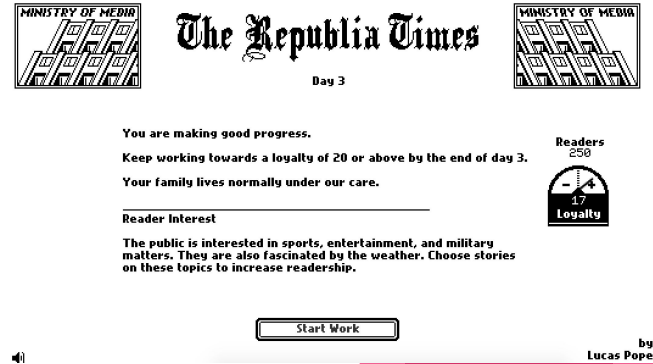 MINISTRY OF MEDIA
The Republia Times
MINISTRY OF MEDIA
Day 3
You are making good progress.
Keep working towards a loyalty of 20 or above by the end of day 3.
Your family lives normally under our care.
Readers
250
- +
17
Loyalty
Reader Interest
The public is interested in sports, entertainment, and military
matters. They are also fascinated by the weather. Choose stories
on these topics to increase readership.
Start Work
by
Lucas Pope